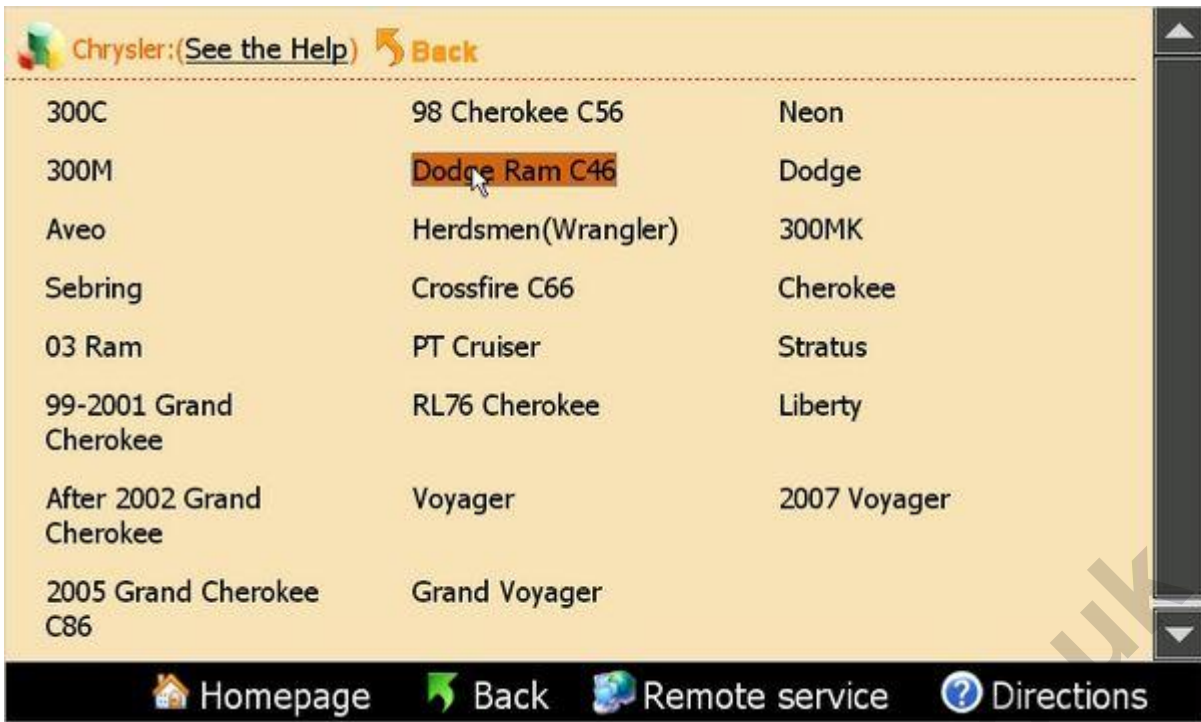 Chrysler:(See the Help) Back
300C 98 Cherokee C56 Neon
300M Dodge Ram C46 Dodge
Aveo Herdsmen(Wrangler) 300MK
Sebring Crossfire C66 Cherokee
03 Ram PT Cruiser Stratus
99-2001 Grand RL76 Cherokee Liberty
Cherokee
After 2002 Grand Voyager 2007 Voyager
Cherokee
2005 Grand Cherokee Grand Voyager
C86
Homepage Back Remote service Directions
uk